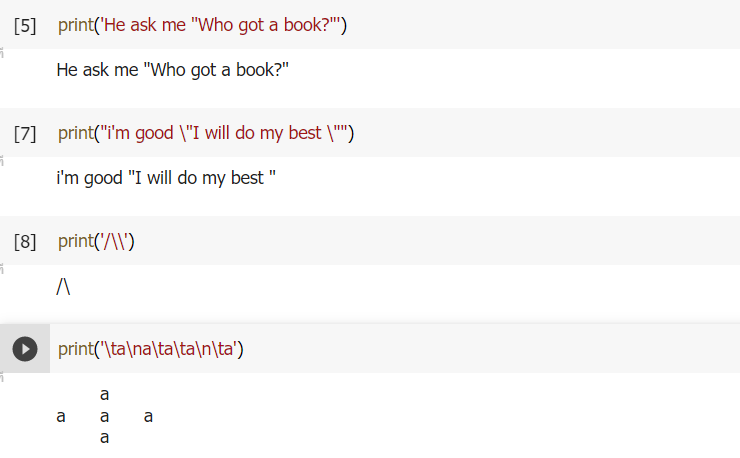 [5] print('He ask me "Who got a book?"')
He ask me "Who got a book?"
[7] print("i'm good \"I will do my best \"")
i'm good "I will do my best "
[8] print('/\\')
/\
print('\ta\na\ta\ta\n\ta')
a
a a a
a